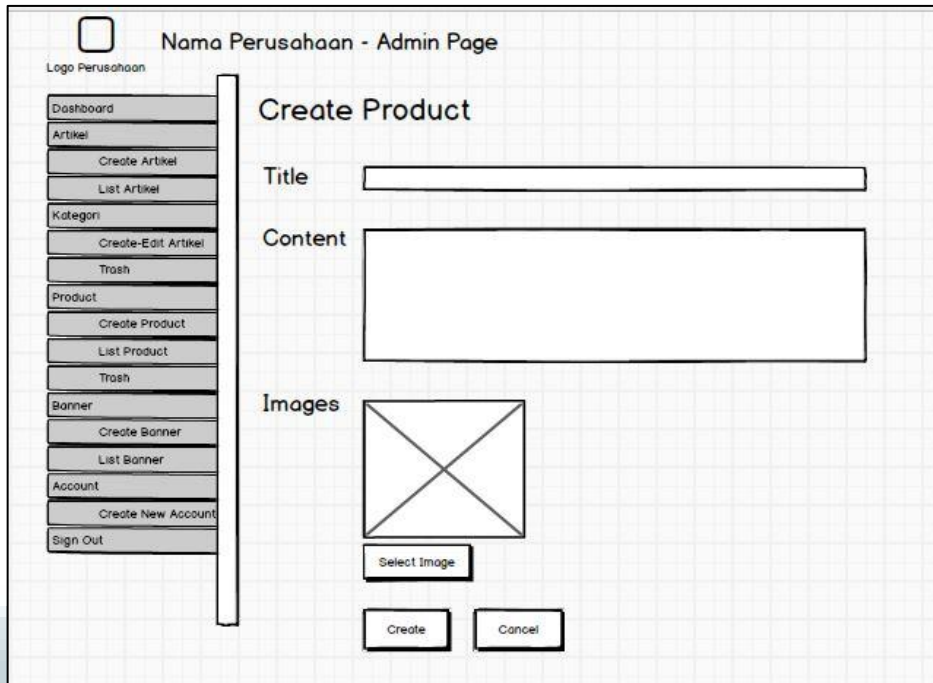 Nama Perusahaan - Admin Page
Logo Perusahaan
Dashboard
Artikel
Create Artikel
List Artikel
Kategori
Create-Edit Artikel
Trash
Product
Create Product
List Product
Trash
Banner
Create Banner
List Banner
Account
Create New Account
Sign Out
Create Product
Title
Content
Images
Select Image
Create
Cancel